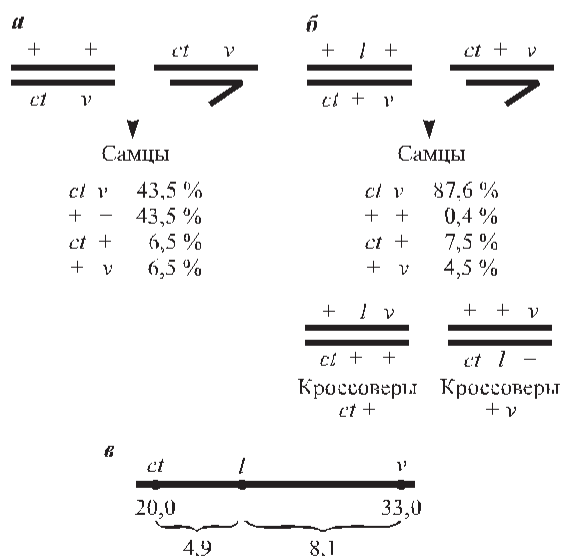 а
+ +
ct v
ct v
Самцы
ct v 43,5 %
+ − 43,5 %
ct + 6,5 %
+ v 6,5 %
б
+ l +
ct + v
ct + v
Самцы
ct v 87,6 %
+ + 0,4 %
ct + 7,5 %
+ v 4,5 %
+ l v
ct + +
Кроссоверы
ct +
+ + v
ct l −
Кроссоверы
+ v
в
ct l v
20,0 33,0
4,9 8,1